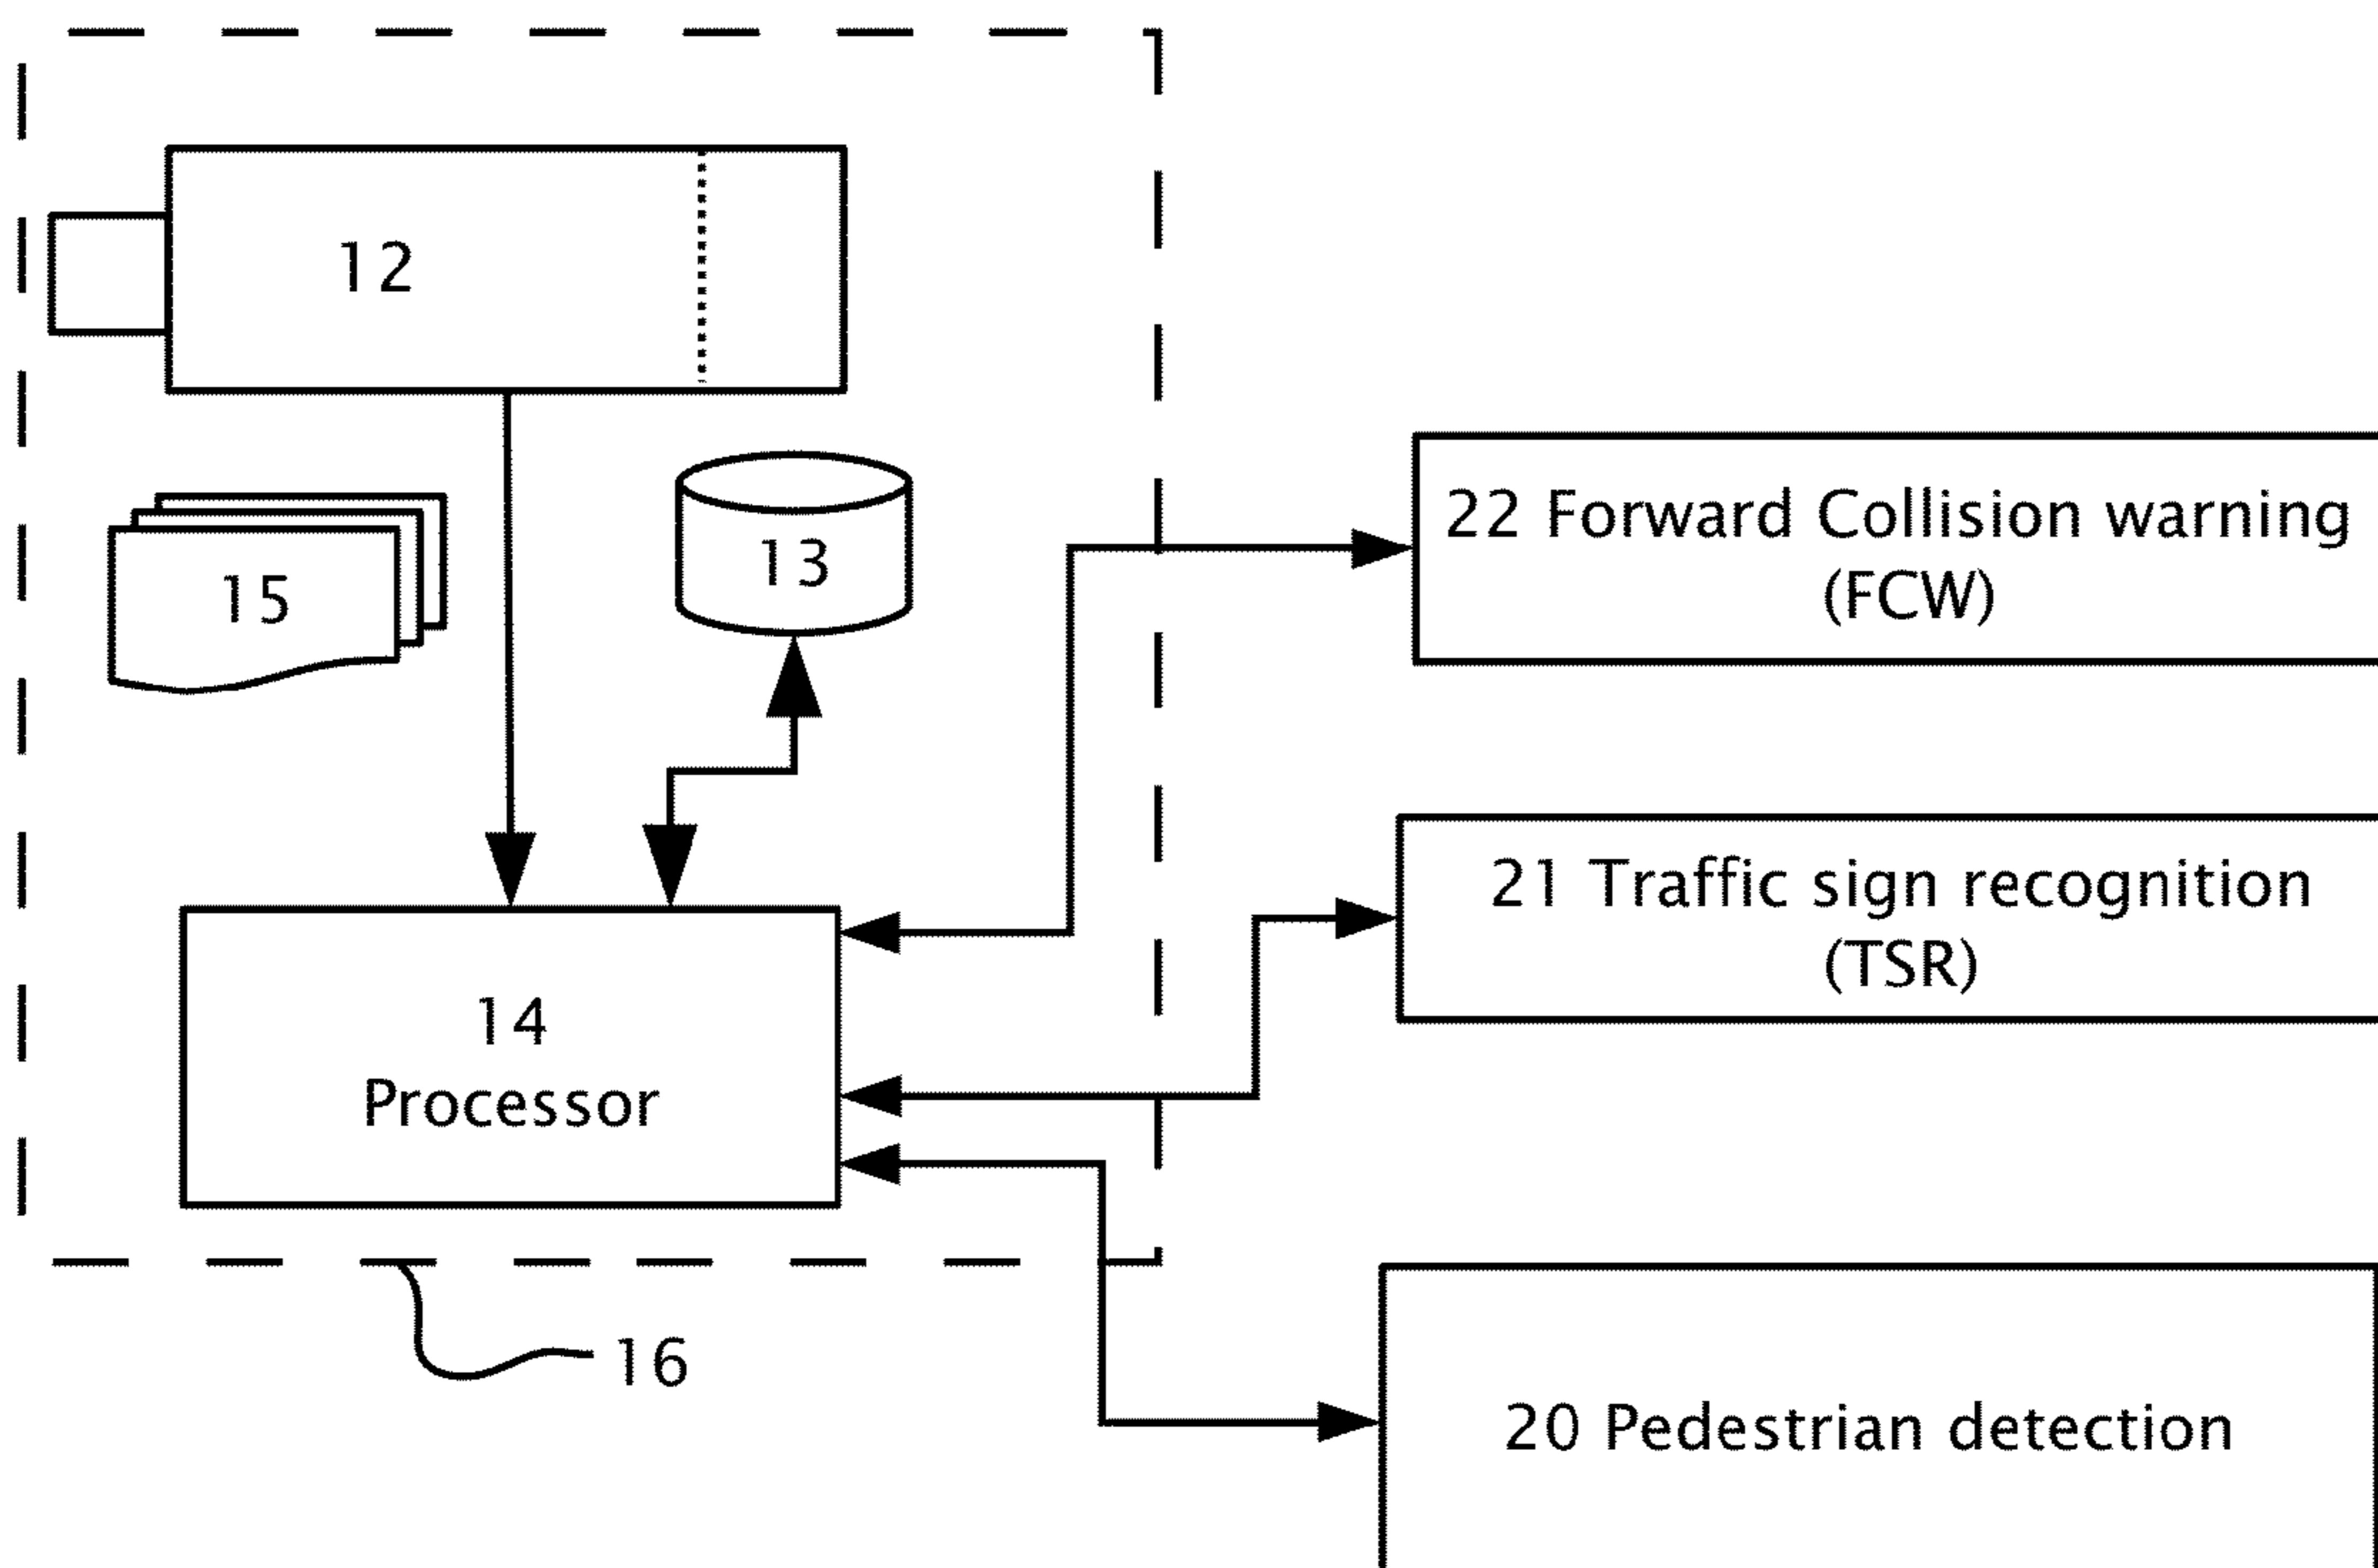 12
22 Forward Collision warning
(FCW)
13
15
21 Traffic sign recognition
(TSR)
14
Processor
16
20 Pedestrian detection